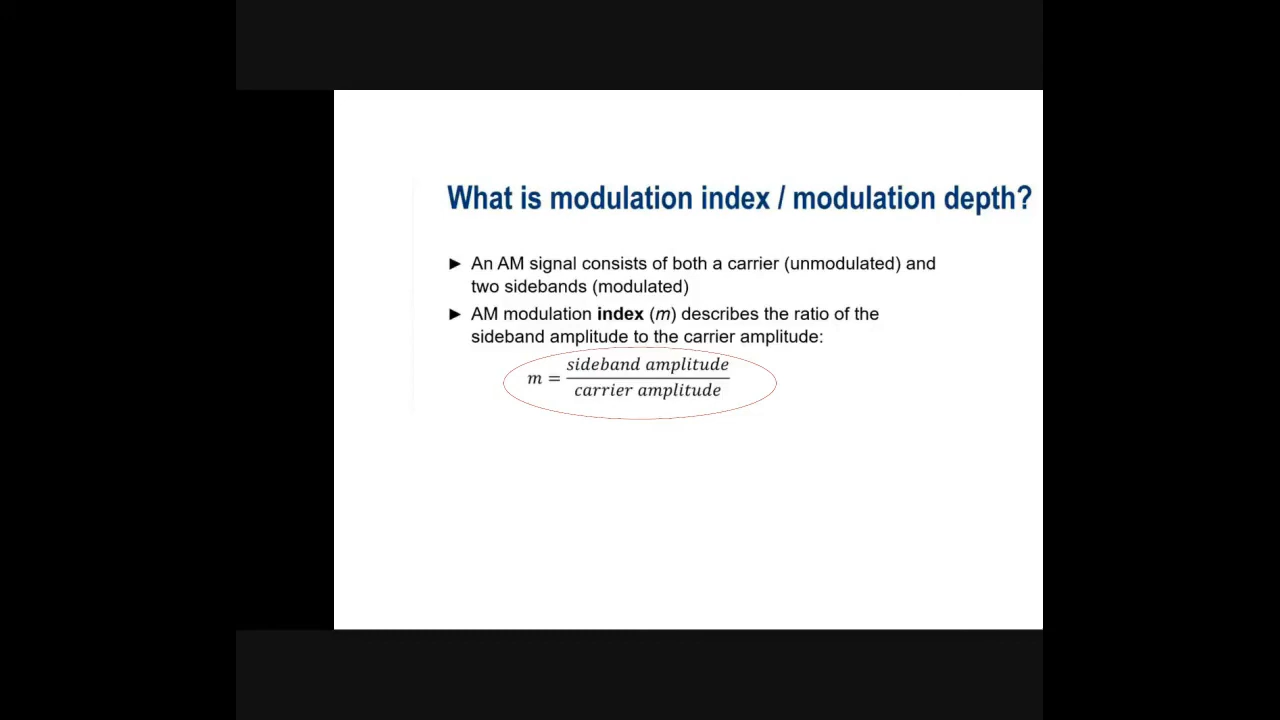 What is modulation index / modulation depth?
► An AM signal consists of both a carrier (unmodulated) and
two sidebands (modulated)
► AM modulation index (m) describes the ratio of the
sideband amplitude to the carrier amplitude:
m = sideband amplitude / carrier amplitude